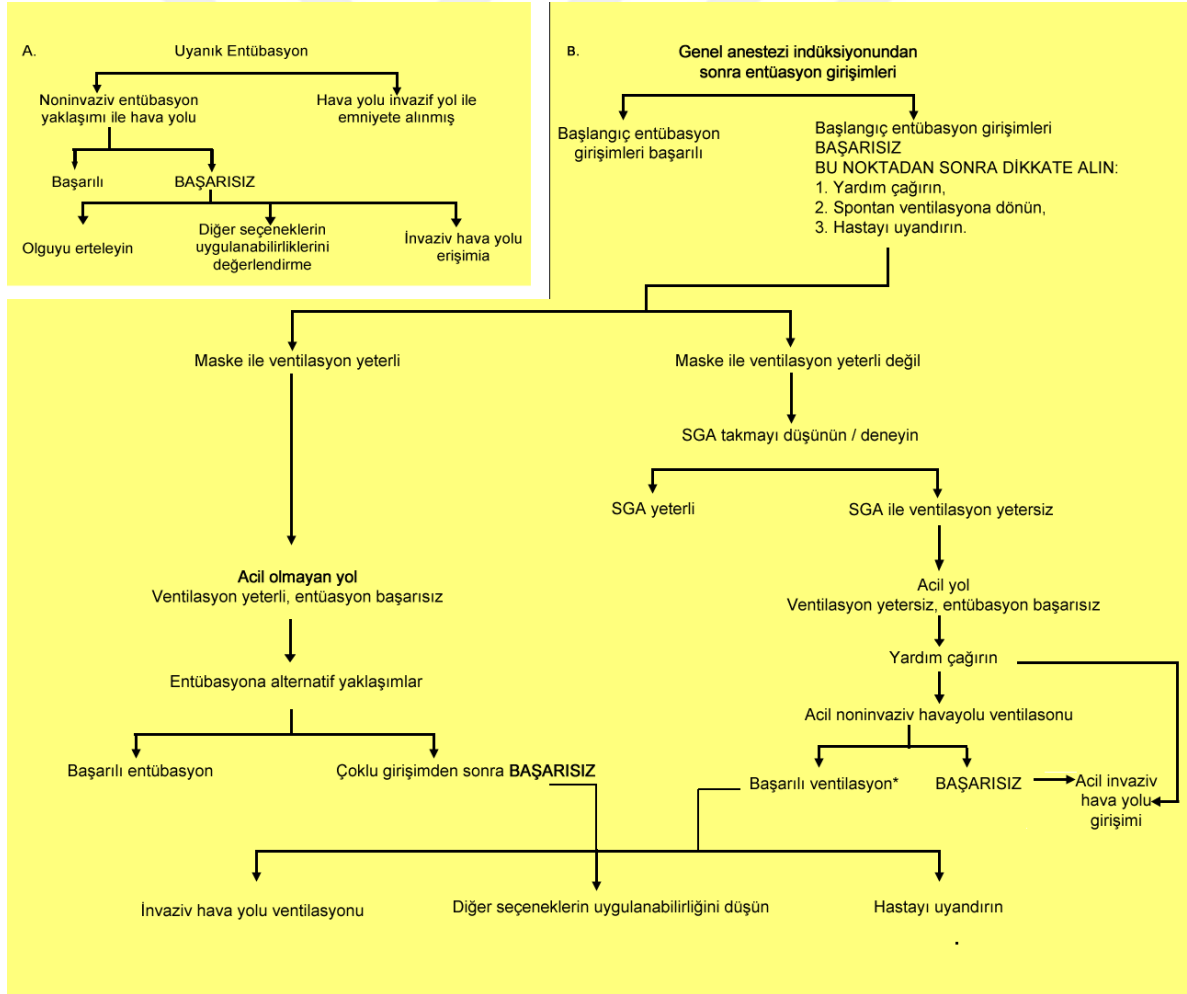 A.
Uyanık Entübasyon
Noninvaziv entübasyon
yaklaşımı ile hava yolu
Hava yolu invazif yol ile
emniyete alınmış
Başarılı
BAŞARISIZ
Olguyu erteleyin
Diğer seçeneklerin
uygulanabilirliklerini
değerlendirme
İnvaziv hava yolu
erişimia
B.
Genel anestezi indüksiyonundan
sonra entüasyon girişimleri
Başlangıç entübasyon
girişimleri başarılı
Başlangıç entübasyon girişimleri
BAŞARISIZ
BU NOKTADAN SONRA DİKKATE ALIN:
1. Yardım çağırın,
2. Spontan ventilasyona dönün,
3. Hastayı uyandırın.
Maske ile ventilasyon yeterli
Maske ile ventilasyon yeterli değil
SGA takmayı düşünün / deneyin
SGA yeterli
SGA ile ventilasyon yetersiz
Acil olmayan yol
Ventilasyon yeterli, entüasyon başarısız
Acil yol
Ventilasyon yetersiz, entübasyon başarısız
Yardım çağırın
Entübasyona alternatif yaklaşımlar
Acil noninvaziv havayolu ventilasonu
Başarılı entübasyon
Çoklu girişimden sonra BAŞARISIZ
Başarılı ventilasyon*
BAŞARISIZ
Acil invaziv
hava yolu
girişimi
İnvaziv hava yolu ventilasyonu
Diğer seçeneklerin uygulanabilirliğini düşün
Hastayı uyandırın
.